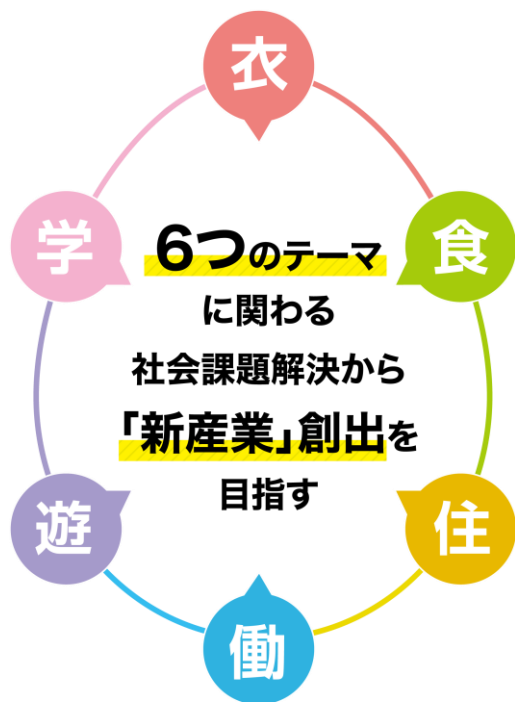 衣
食
住
働
遊
学
6つのテーマ
に関わる
社会課題解決から
「新産業」創出を
目指す